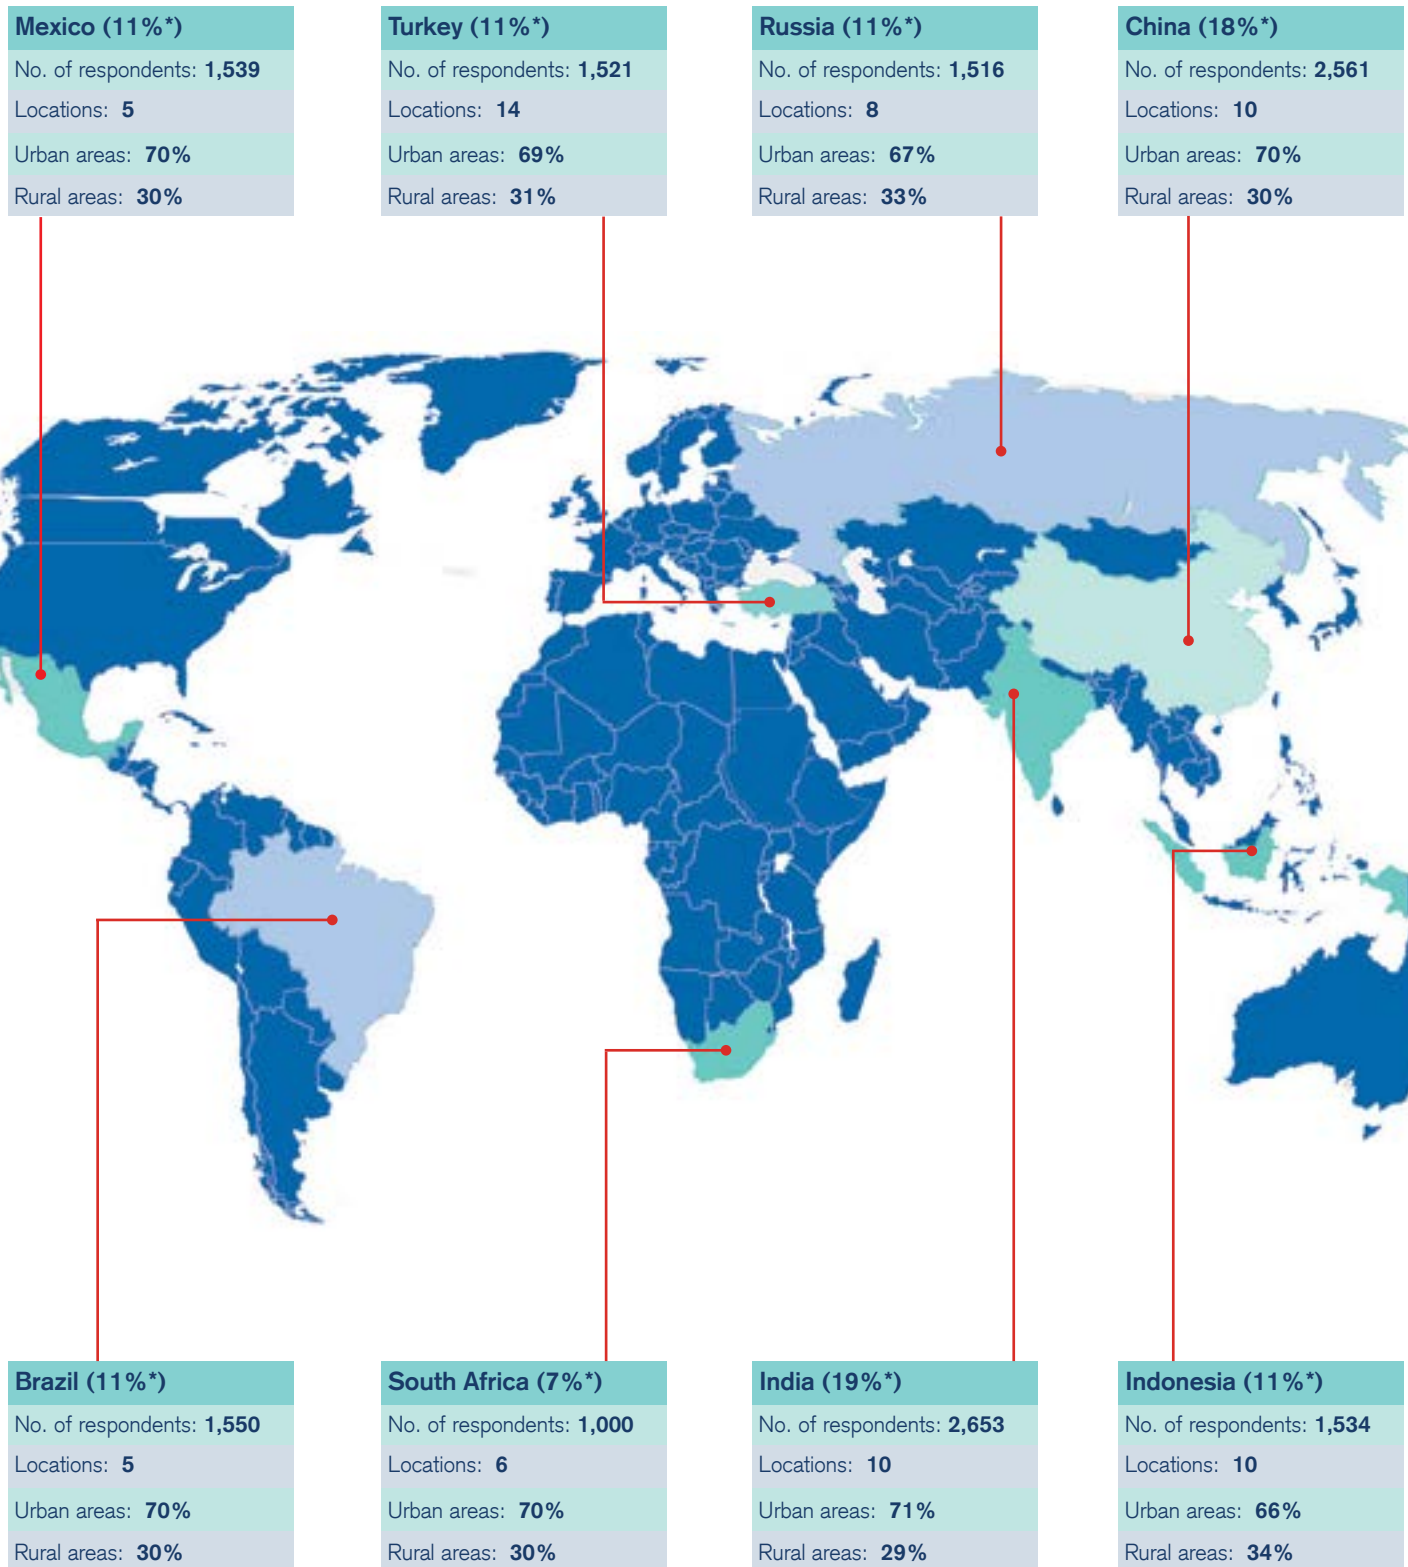 Mexico (11%*)
No. of respondents: 1,539
Locations: 5
Urban areas: 70%
Rural areas: 30%
Turkey (11%*)
No. of respondents: 1,521
Locations: 14
Urban areas: 69%
Rural areas: 31%
Russia (11%*)
No. of respondents: 1,516
Locations: 8
Urban areas: 67%
Rural areas: 33%
China (18%*)
No. of respondents: 2,561
Locations: 10
Urban areas: 70%
Rural areas: 30%
Brazil (11%*)
No. of respondents: 1,550
Locations: 5
Urban areas: 70%
Rural areas: 30%
South Africa (7%*)
No. of respondents: 1,000
Locations: 6
Urban areas: 70%
Rural areas: 30%
India (19%*)
No. of respondents: 2,653
Locations: 10
Urban areas: 71%
Rural areas: 29%
Indonesia (11%*)
No. of respondents: 1,534
Locations: 10
Urban areas: 66%
Rural areas: 34%